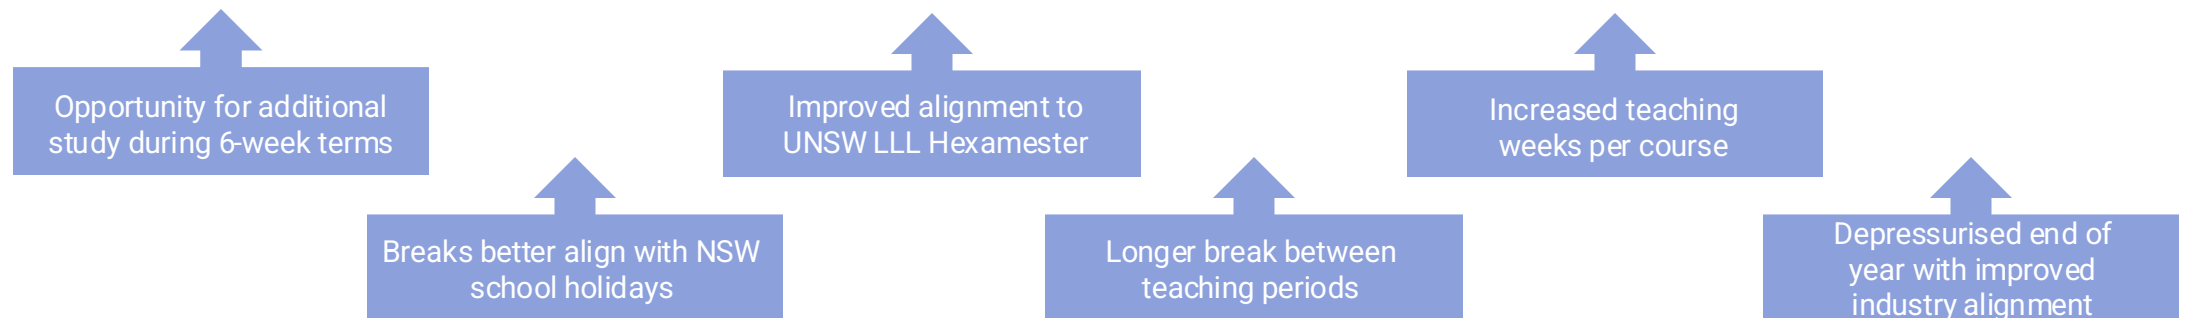 Opportunity for additional
study during 6-week terms
Breaks better align with NSW
school holidays
Improved alignment to
UNSW LLL Hexamester
Longer break between
teaching periods
Increased teaching
weeks per course
Depressurised end of
year with improved
industry alignment